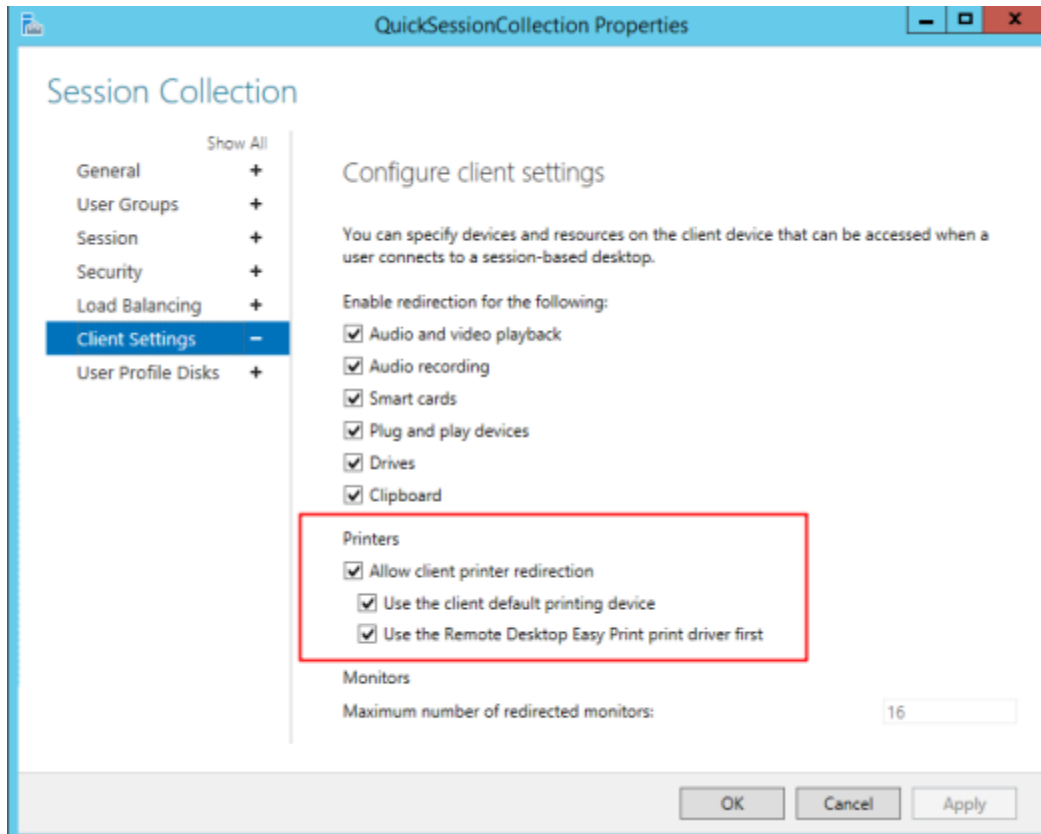 QuickSessionCollection Properties
Session Collection
Show All
General +
User Groups +
Session +
Security +
Load Balancing +
Client Settings −
User Profile Disks +
Configure client settings
You can specify devices and resources on the client device that can be accessed when a
user connects to a session-based desktop.
Enable redirection for the following:
Audio and video playback
Audio recording
Smart cards
Plug and play devices
Drives
Clipboard
Printers
Allow client printer redirection
Use the client default printing device
Use the Remote Desktop Easy Print print driver first
Monitors
Maximum number of redirected monitors: 16
OK Cancel Apply